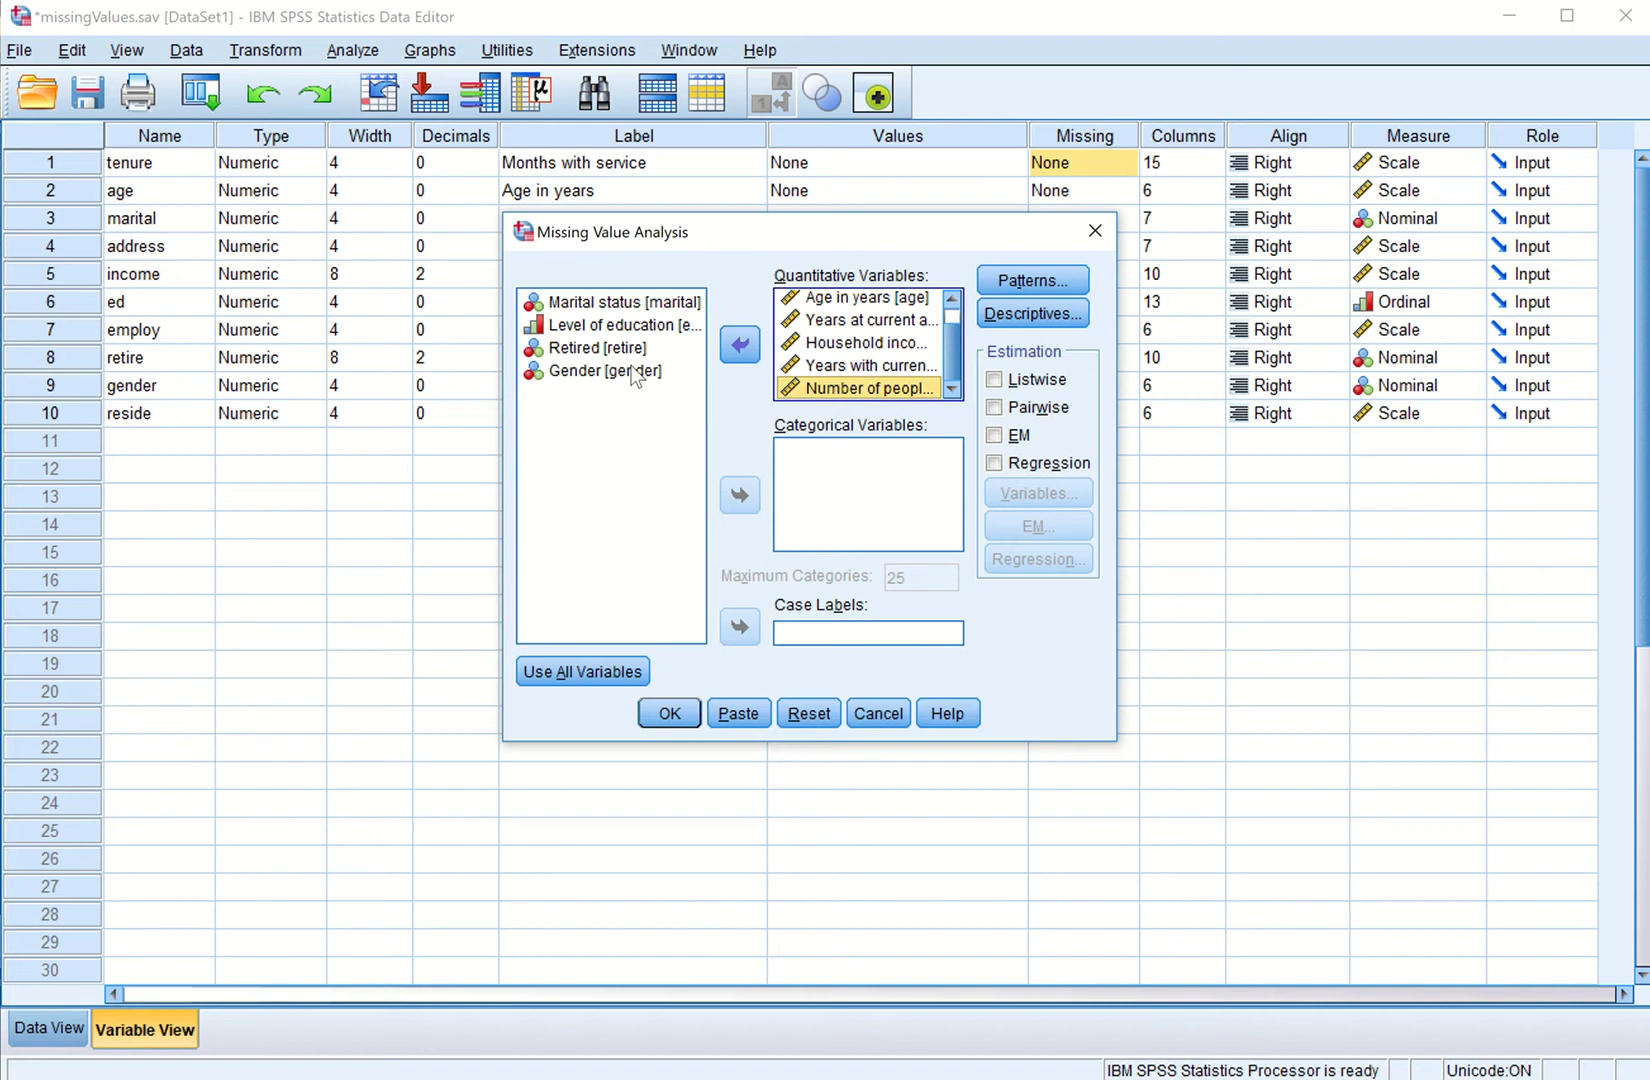 *missingValues.sav [DataSet1] - IBM SPSS Statistics Data Editor
File Edit View Data Transform Analyze Graphs Utilities Extensions Window Help
Name Type Width Decimals Label Values Missing Columns Align Measure Role
1 tenure Numeric 4 0 Months with service None None 15 Right Scale Input
2 age Numeric 4 0 Age in years None None 6 Right Scale Input
3 marital Numeric 4 0 7 Right Nominal Input
4 address Numeric 4 0 7 Right Scale Input
5 income Numeric 8 2 10 Right Scale Input
6 ed Numeric 4 0 13 Right Ordinal Input
7 employ Numeric 4 0 6 Right Scale Input
8 retire Numeric 8 2 10 Right Nominal Input
9 gender Numeric 4 0 6 Right Nominal Input
10 reside Numeric 4 0 6 Right Scale Input
11
12
13
14
15
16
17
18
19
20
21
22
23
24
25
26
27
28
29
30
Missing Value Analysis
Marital status [marital]
Level of education [e...
Retired [retire]
Gender [gender]
Quantitative Variables:
Age in years [age]
Years at current a...
Household inco...
Years with curren...
Number of peopl...
Categorical Variables:
Maximum Categories: 25
Case Labels:
Patterns...
Descriptives...
Estimation
Listwise
Pairwise
EM
Regression
Variables...
EM...
Regression...
Use All Variables
OK Paste Reset Cancel Help
Data View Variable View
IBM SPSS Statistics Processor is ready Unicode:ON